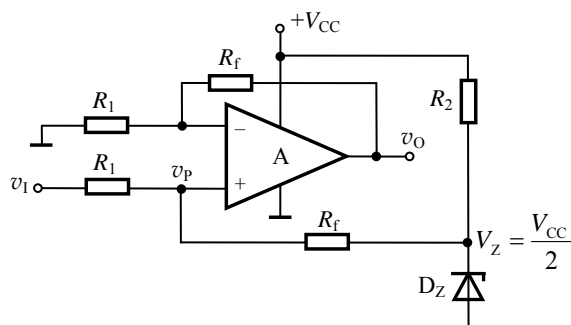 +V_CC
R_f
R_1
R_2
−
A
v_O
R_1
v_P
v_I
+
R_f
V_Z = V_CC / 2
D_Z